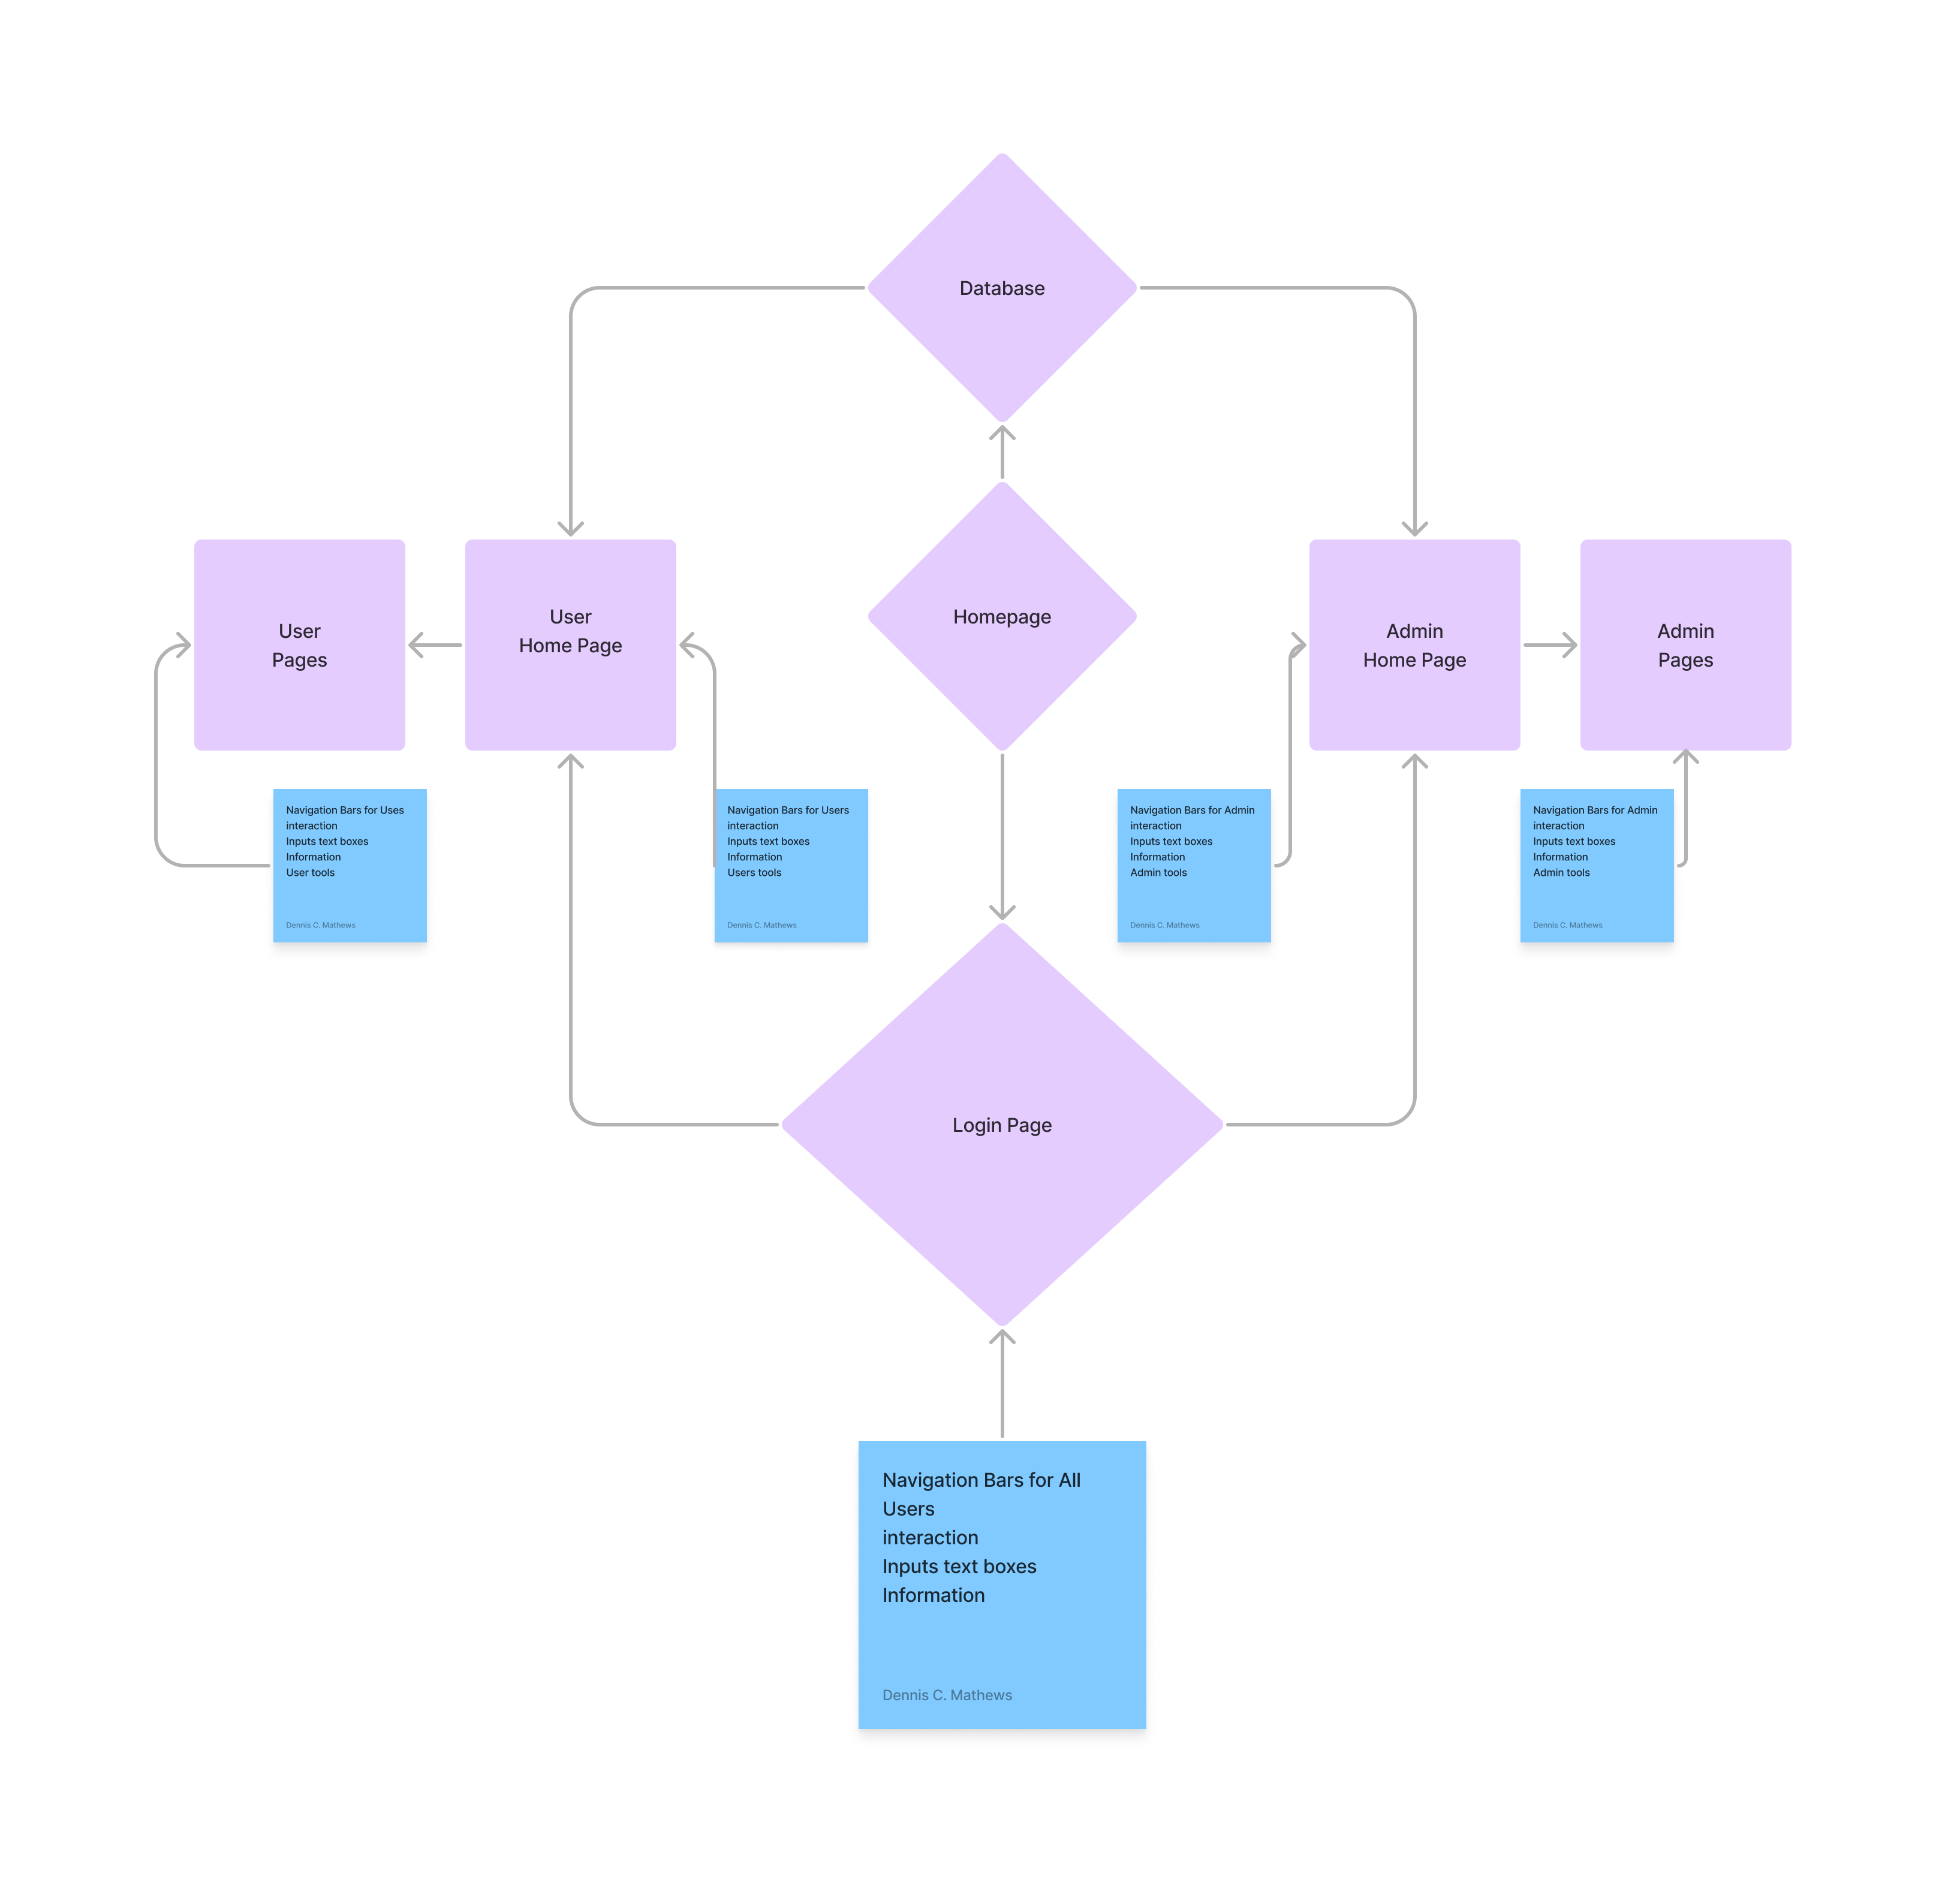 Database
Homepage
User
Pages
User
Home Page
Admin
Home Page
Admin
Pages
Navigation Bars for Uses
interaction
Inputs text boxes
Information
User tools
Dennis C. Mathews
Navigation Bars for Users
interaction
Inputs text boxes
Information
Users tools
Dennis C. Mathews
Navigation Bars for Admin
interaction
Inputs text boxes
Information
Admin tools
Dennis C. Mathews
Navigation Bars for Admin
interaction
Inputs text boxes
Information
Admin tools
Dennis C. Mathews
Login Page
Navigation Bars for All
Users
interaction
Inputs text boxes
Information
Dennis C. Mathews